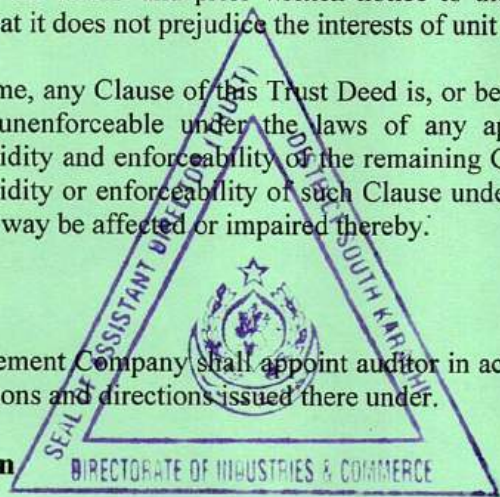 at it does not prejudice the interests of unit
me, any Clause of this Trust Deed is, or be
unenforceable under the laws of any ap
idity and enforceability of the remaining C
idity or enforceability of such Clause unde
way be affected or impaired thereby.
ement Company shall appoint auditor in ac
ions and directions issued there under.
n
SEAL OF ASSISTANT DIRECTOR (TRUST)
DISTRICT SOUTH KARACHI
DIRECTORATE OF INDUSTRIES & COMMERCE